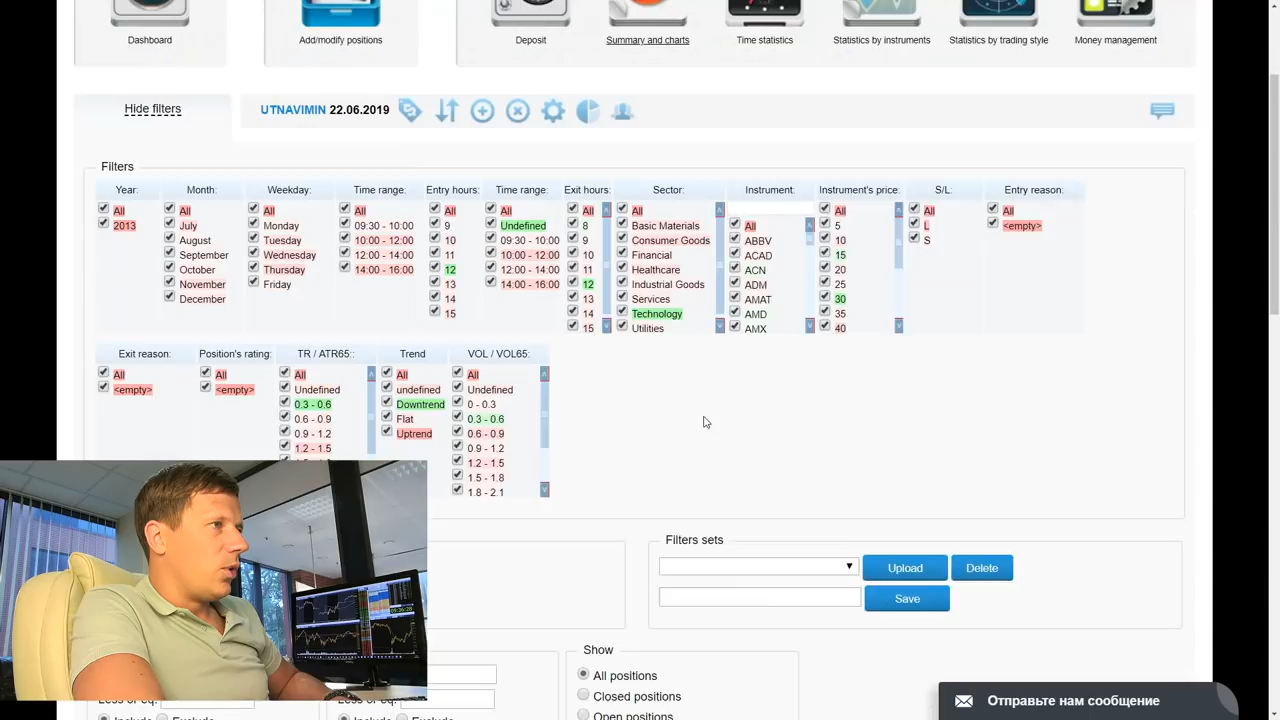 Dashboard
Add/modify positions
Deposit
Summary and charts
Time statistics
Statistics by instruments
Statistics by trading style
Money management
Hide filters
UTNAVIMIN 22.06.2019
Filters
Year:
All
2013
Month:
All
July
August
September
October
November
December
Weekday:
All
Monday
Tuesday
Wednesday
Thursday
Friday
Time range:
All
09:30 - 10:00
10:00 - 12:00
12:00 - 14:00
14:00 - 16:00
Entry hours:
All
9
10
11
12
13
14
15
Time range:
All
Undefined
09:30 - 10:00
10:00 - 12:00
12:00 - 14:00
14:00 - 16:00
Exit hours:
All
8
9
10
11
12
13
14
15
Sector:
All
Basic Materials
Consumer Goods
Financial
Healthcare
Industrial Goods
Services
Technology
Utilities
Instrument:
All
ABBV
ACAD
ACN
ADM
AMAT
AMD
AMX
Instrument's price:
All
5
10
15
20
25
30
35
40
S/L:
All
L
S
Entry reason:
All
<empty>
Exit reason:
All
<empty>
Position's rating:
All
<empty>
TR / ATR65::
All
Undefined
0.3 - 0.6
0.6 - 0.9
0.9 - 1.2
1.2 - 1.5
Trend
All
undefined
Downtrend
Flat
Uptrend
VOL / VOL65:
All
Undefined
0 - 0.3
0.3 - 0.6
0.6 - 0.9
0.9 - 1.2
1.2 - 1.5
1.5 - 1.8
1.8 - 2.1
Filters sets
Upload
Delete
Save
Show
All positions
Closed positions
Open positions
Include
Exclude
Include
Exclude
09:36:28
Отправьте нам сообщение